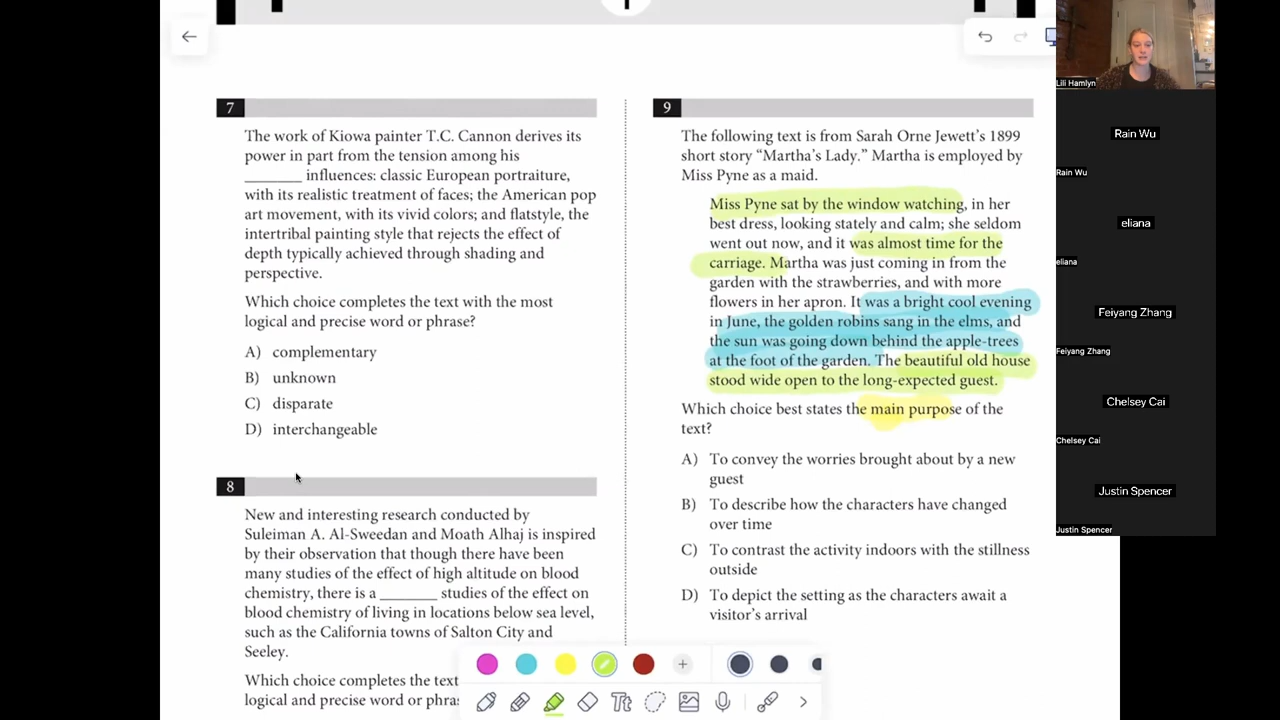 7
The work of Kiowa painter T.C. Cannon derives its
power in part from the tension among his
_______ influences: classic European portraiture,
with its realistic treatment of faces; the American pop
art movement, with its vivid colors; and flatstyle, the
intertribal painting style that rejects the effect of
depth typically achieved through shading and
perspective.
Which choice completes the text with the most
logical and precise word or phrase?
A) complementary
B) unknown
C) disparate
D) interchangeable
8
New and interesting research conducted by
Suleiman A. Al-Sweedan and Moath Alhaj is inspired
by their observation that though there have been
many studies of the effect of high altitude on blood
chemistry, there is a _______ studies of the effect on
blood chemistry of living in locations below sea level,
such as the California towns of Salton City and
Seeley.
Which choice completes the text
logical and precise word or phra
9
The following text is from Sarah Orne Jewett's 1899
short story “Martha's Lady.” Martha is employed by
Miss Pyne as a maid.
Miss Pyne sat by the window watching, in her
best dress, looking stately and calm; she seldom
went out now, and it was almost time for the
carriage. Martha was just coming in from the
garden with the strawberries, and with more
flowers in her apron. It was a bright cool evening
in June, the golden robins sang in the elms, and
the sun was going down behind the apple-trees
at the foot of the garden. The beautiful old house
stood wide open to the long-expected guest.
Which choice best states the main purpose of the
text?
A) To convey the worries brought about by a new
guest
B) To describe how the characters have changed
over time
C) To contrast the activity indoors with the stillness
outside
D) To depict the setting as the characters await a
visitor's arrival
Tt
Lili Hamlyn
Rain Wu
Rain Wu
eliana
eliana
Feiyang Zhang
Feiyang Zhang
Chelsey Cai
Chelsey Cai
Justin Spencer
Justin Spencer